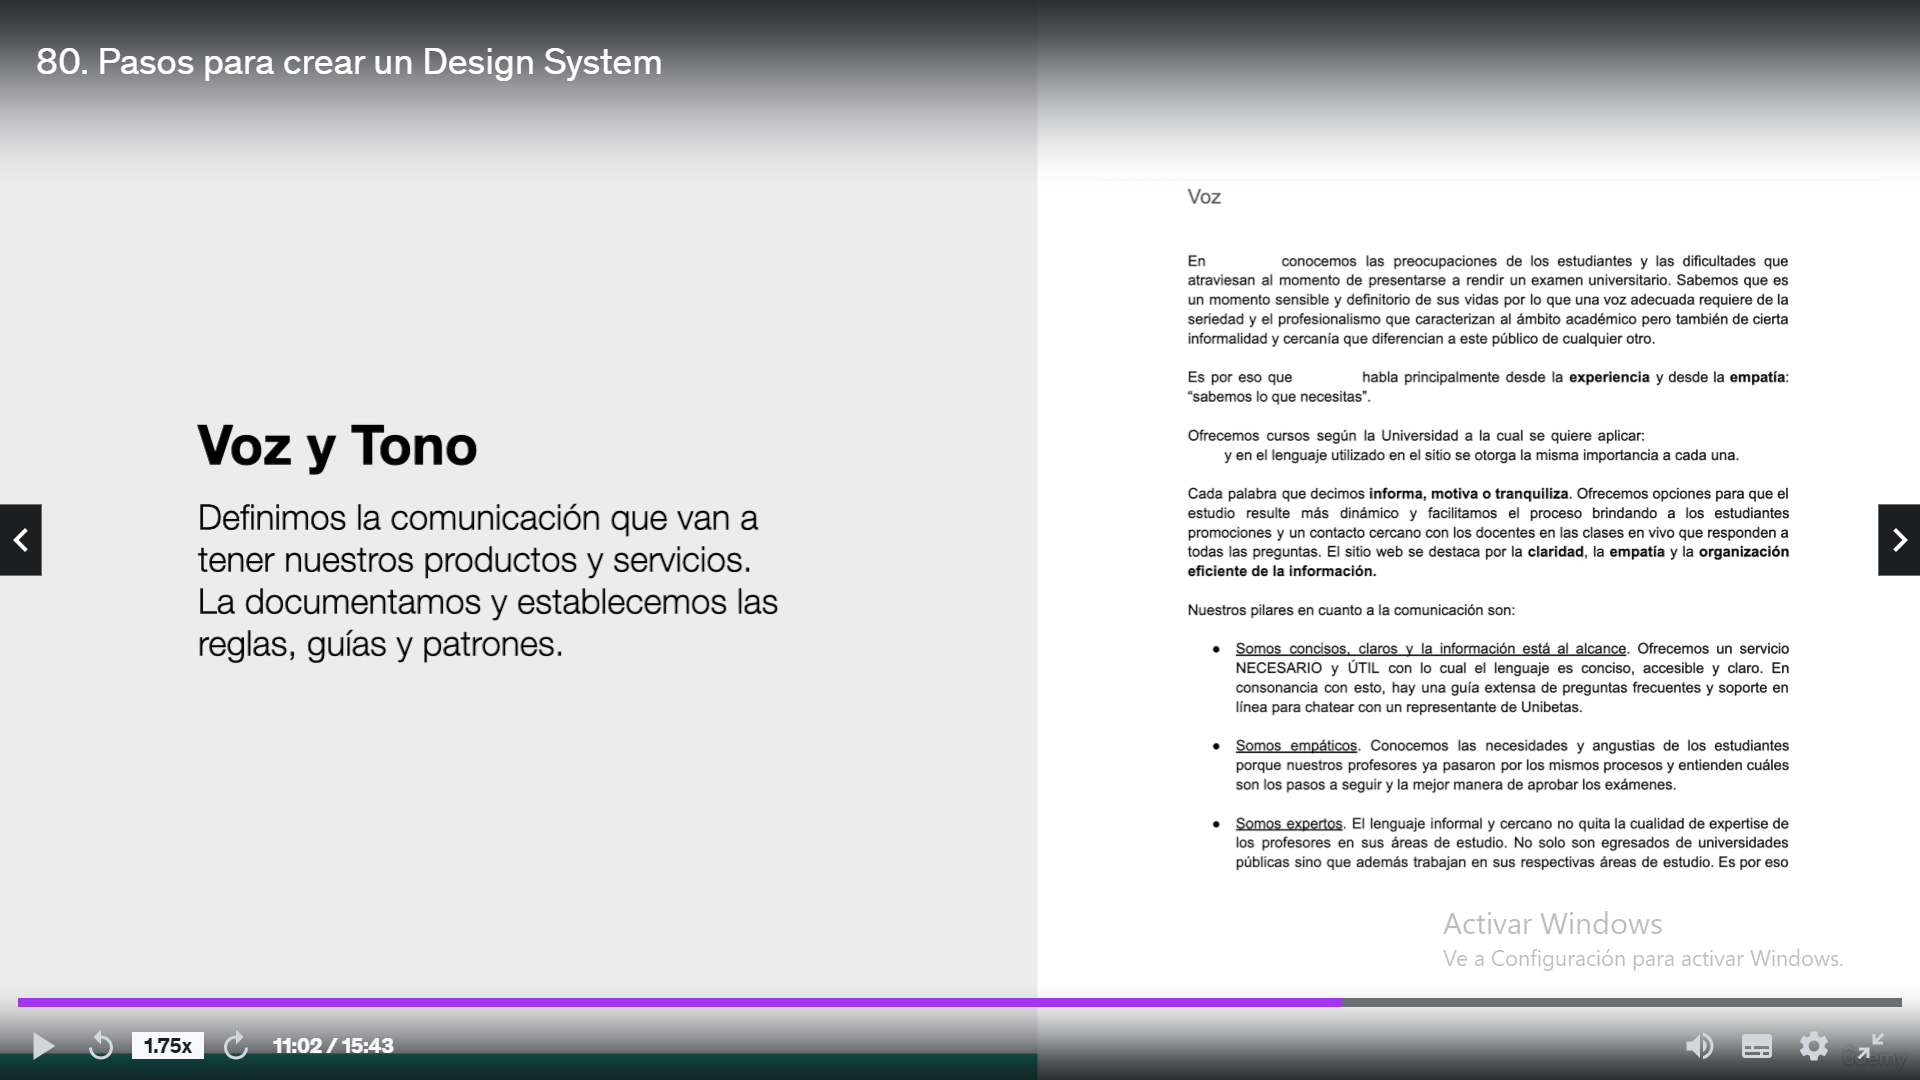 80. Pasos para crear un Design System
Voz y Tono
Definimos la comunicación que van a
tener nuestros productos y servicios.
La documentamos y establecemos las
reglas, guías y patrones.
Voz
En conocemos las preocupaciones de los estudiantes y las dificultades que
atraviesan al momento de presentarse a rendir un examen universitario. Sabemos que es
un momento sensible y definitorio de sus vidas por lo que una voz adecuada requiere de la
seriedad y el profesionalismo que caracterizan al ámbito académico pero también de cierta
informalidad y cercanía que diferencian a este público de cualquier otro.
Es por eso que habla principalmente desde la experiencia y desde la empatía:
“sabemos lo que necesitas”.
Ofrecemos cursos según la Universidad a la cual se quiere aplicar:
y en el lenguaje utilizado en el sitio se otorga la misma importancia a cada una.
Cada palabra que decimos informa, motiva o tranquiliza. Ofrecemos opciones para que el
estudio resulte más dinámico y facilitamos el proceso brindando a los estudiantes
promociones y un contacto cercano con los docentes en las clases en vivo que responden a
todas las preguntas. El sitio web se destaca por la claridad, la empatía y la organización
eficiente de la información.
Nuestros pilares en cuanto a la comunicación son:
● Somos concisos, claros y la información está al alcance. Ofrecemos un servicio
NECESARIO y ÚTIL con lo cual el lenguaje es conciso, accesible y claro. En
consonancia con esto, hay una guía extensa de preguntas frecuentes y soporte en
línea para chatear con un representante de Unibetas.
● Somos empáticos. Conocemos las necesidades y angustias de los estudiantes
porque nuestros profesores ya pasaron por los mismos procesos y entienden cuáles
son los pasos a seguir y la mejor manera de aprobar los exámenes.
● Somos expertos. El lenguaje informal y cercano no quita la cualidad de expertise de
los profesores en sus áreas de estudio. No solo son egresados de universidades
públicas sino que además trabajan en sus respectivas áreas de estudio. Es por eso
Activar Windows
Ve a Configuración para activar Windows.
1.75x
11:02 / 15:43
ûdemy